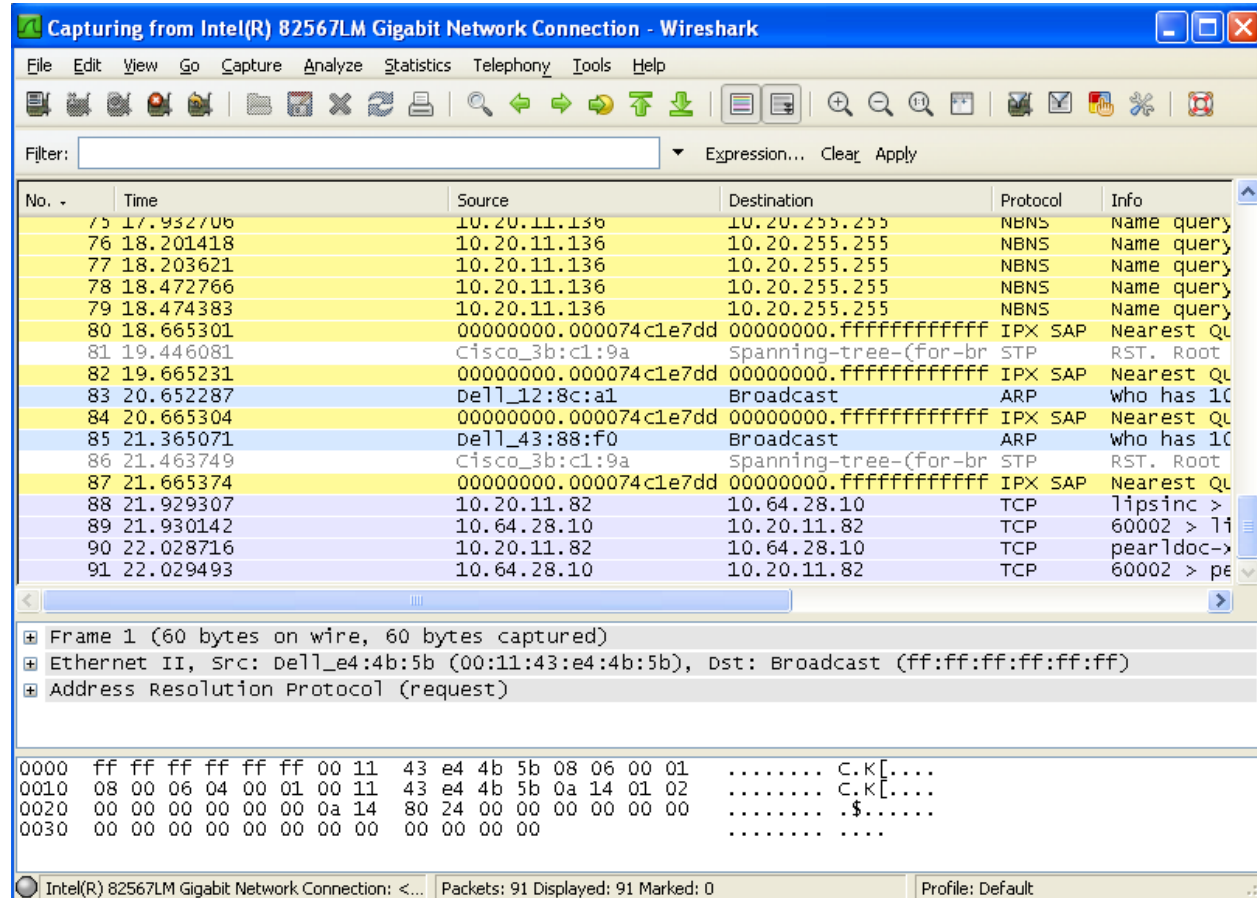 Capturing from Intel(R) 82567LM Gigabit Network Connection - Wireshark
File Edit View Go Capture Analyze Statistics Telephony Tools Help
Filter: Expression... Clear Apply
No. Time Source Destination Protocol Info
75 17.932706 10.20.11.136 10.20.255.255 NBNS Name query
76 18.201418 10.20.11.136 10.20.255.255 NBNS Name query
77 18.203621 10.20.11.136 10.20.255.255 NBNS Name query
78 18.472766 10.20.11.136 10.20.255.255 NBNS Name query
79 18.474383 10.20.11.136 10.20.255.255 NBNS Name query
80 18.665301 00000000.000074c1e7dd 00000000.ffffffffffff IPX SAP Nearest Qu
81 19.446081 Cisco_3b:c1:9a Spanning-tree-(for-br STP RST. Root
82 19.665231 00000000.000074c1e7dd 00000000.ffffffffffff IPX SAP Nearest Qu
83 20.652287 Dell_12:8c:a1 Broadcast ARP Who has 10
84 20.665304 00000000.000074c1e7dd 00000000.ffffffffffff IPX SAP Nearest Qu
85 21.365071 Dell_43:88:f0 Broadcast ARP Who has 10
86 21.463749 Cisco_3b:c1:9a Spanning-tree-(for-br STP RST. Root
87 21.665374 00000000.000074c1e7dd 00000000.ffffffffffff IPX SAP Nearest Qu
88 21.929307 10.20.11.82 10.64.28.10 TCP lipsinc >
89 21.930142 10.64.28.10 10.20.11.82 TCP 60002 > li
90 22.028716 10.20.11.82 10.64.28.10 TCP pearldoc-x
91 22.029493 10.64.28.10 10.20.11.82 TCP 60002 > pe
Frame 1 (60 bytes on wire, 60 bytes captured)
Ethernet II, Src: Dell_e4:4b:5b (00:11:43:e4:4b:5b), Dst: Broadcast (ff:ff:ff:ff:ff:ff)
Address Resolution Protocol (request)
0000 ff ff ff ff ff ff 00 11 43 e4 4b 5b 08 06 00 01 ........ C.K[....
0010 08 00 06 04 00 01 00 11 43 e4 4b 5b 0a 14 01 02 ........ C.K[....
0020 00 00 00 00 00 00 0a 14 80 24 00 00 00 00 00 00 ........ .$......
0030 00 00 00 00 00 00 00 00 00 00 00 00 ........ ....
Intel(R) 82567LM Gigabit Network Connection: <... Packets: 91 Displayed: 91 Marked: 0 Profile: Default